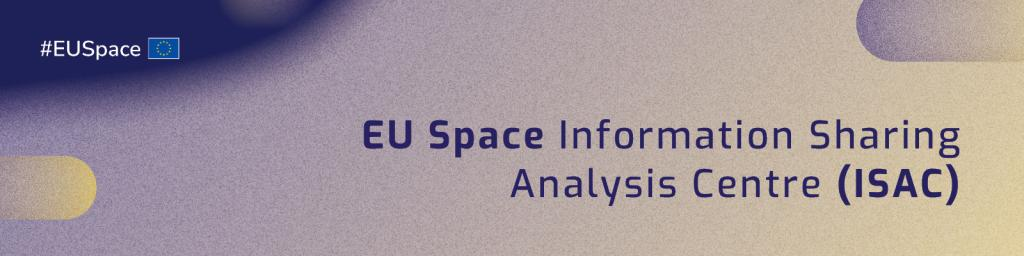 #EUSpace
EU Space Information Sharing
Analysis Centre (ISAC)